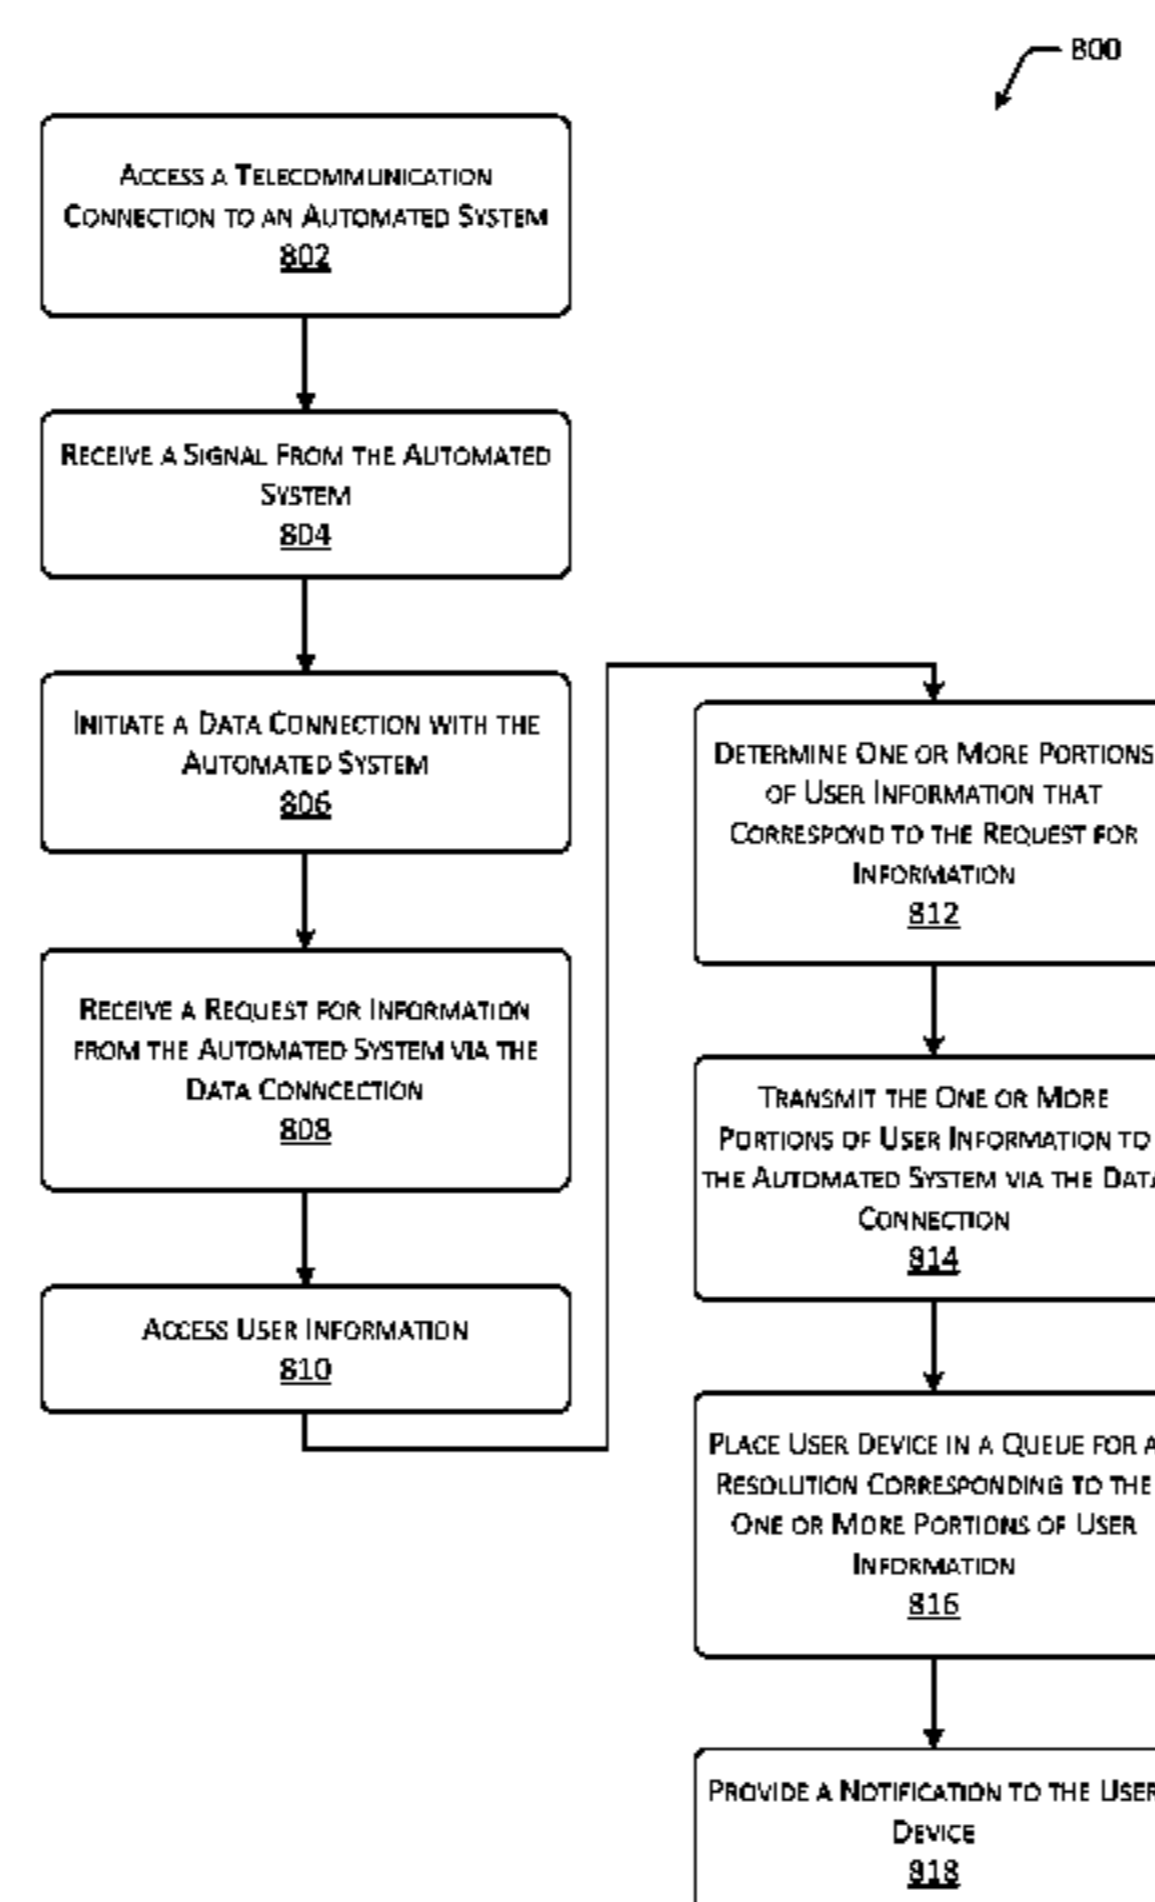 800
ACCESS A TELECOMMUNICATION
CONNECTION TO AN AUTOMATED SYSTEM
802
RECEIVE A SIGNAL FROM THE AUTOMATED
SYSTEM
804
INITIATE A DATA CONNECTION WITH THE
AUTOMATED SYSTEM
806
RECEIVE A REQUEST FOR INFORMATION
FROM THE AUTOMATED SYSTEM VIA THE
DATA CONNCECTION
808
ACCESS USER INFORMATION
810
DETERMINE ONE OR MORE PORTIONS
OF USER INFORMATION THAT
CORRESPOND TO THE REQUEST FOR
INFORMATION
812
TRANSMIT THE ONE OR MORE
PORTIONS OF USER INFORMATION TO
THE AUTOMATED SYSTEM VIA THE DATA
CONNECTION
814
PLACE USER DEVICE IN A QUEUE FOR A
RESOLUTION CORRESPONDING TO THE
ONE OR MORE PORTIONS OF USER
INFORMATION
816
PROVIDE A NOTIFICATION TO THE USER
DEVICE
818